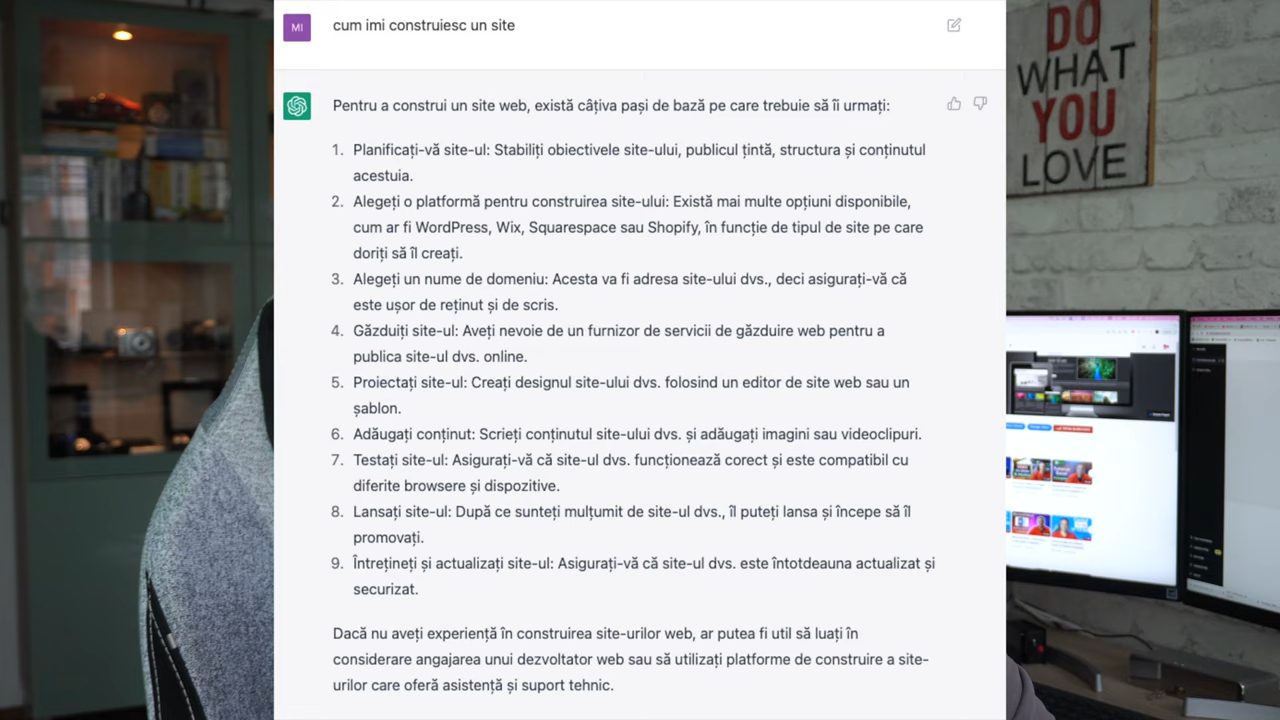 MI
cum imi construiesc un site
Pentru a construi un site web, există câțiva pași de bază pe care trebuie să îi urmați:
1. Planificați-vă site-ul: Stabiliți obiectivele site-ului, publicul țintă, structura și conținutul
acestuia.
2. Alegeți o platformă pentru construirea site-ului: Există mai multe opțiuni disponibile,
cum ar fi WordPress, Wix, Squarespace sau Shopify, în funcție de tipul de site pe care
doriți să îl creați.
3. Alegeți un nume de domeniu: Acesta va fi adresa site-ului dvs., deci asigurați-vă că
este ușor de reținut și de scris.
4. Găzduiți site-ul: Aveți nevoie de un furnizor de servicii de găzduire web pentru a
publica site-ul dvs. online.
5. Proiectați site-ul: Creați designul site-ului dvs. folosind un editor de site web sau un
șablon.
6. Adăugați conținut: Scrieți conținutul site-ului dvs. și adăugați imagini sau videoclipuri.
7. Testați site-ul: Asigurați-vă că site-ul dvs. funcționează corect și este compatibil cu
diferite browsere și dispozitive.
8. Lansați site-ul: După ce sunteți mulțumit de site-ul dvs., îl puteți lansa și începe să îl
promovați.
9. Întrețineți și actualizați site-ul: Asigurați-vă că site-ul dvs. este întotdeauna actualizat și
securizat.
Dacă nu aveți experiență în construirea site-urilor web, ar putea fi util să luați în
considerare angajarea unui dezvoltator web sau să utilizați platforme de construire a site-
urilor care oferă asistență și suport tehnic.
DO
WHAT
YOU
LOVE